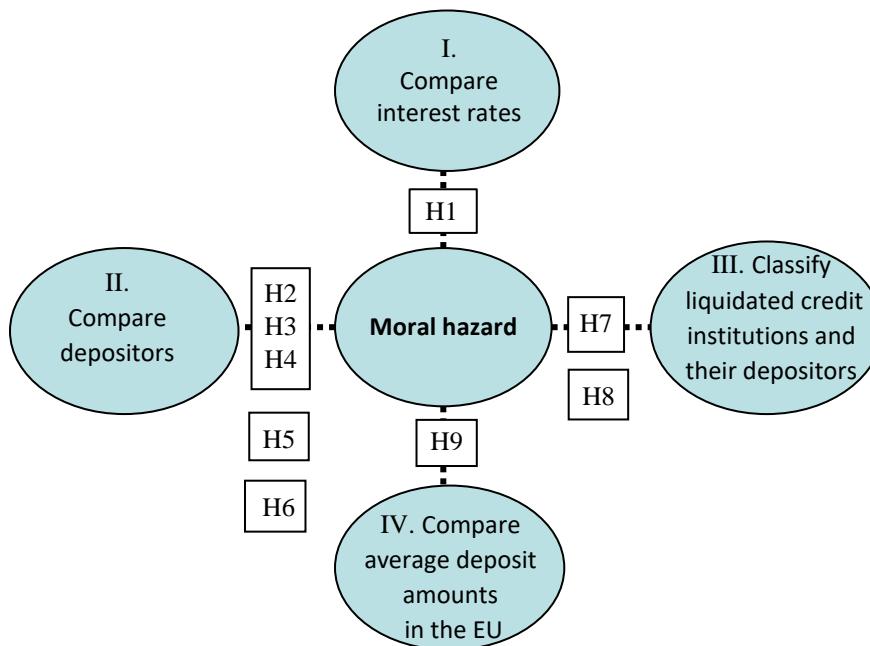 I.
Compare
interest rates
H1
II.
Compare
depositors
H2
H3
H4
Moral hazard
H7
III. Classify
liquidated credit
institutions and
their depositors
H8
H5
H9
H6
IV. Compare
average deposit
amounts
in the EU